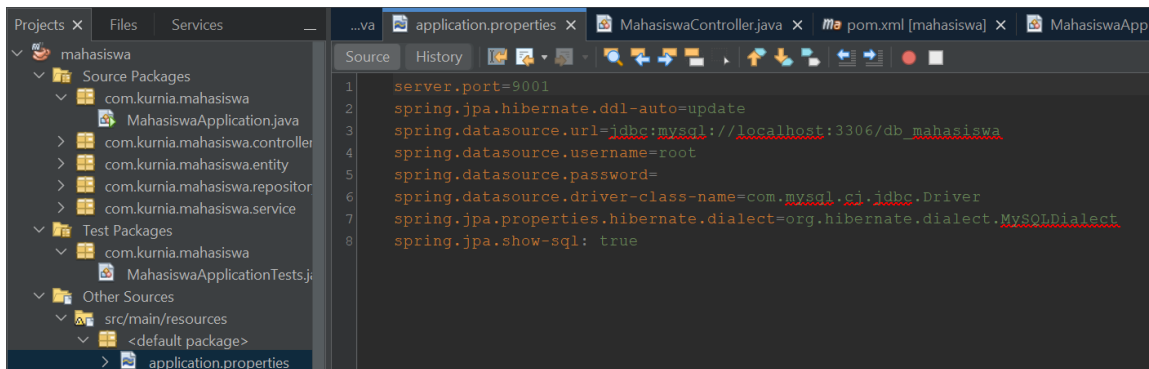 Projects Files Services
mahasiswa
Source Packages
com.kurnia.mahasiswa
MahasiswaApplication.java
com.kurnia.mahasiswa.controller
com.kurnia.mahasiswa.entity
com.kurnia.mahasiswa.repositor
com.kurnia.mahasiswa.service
Test Packages
com.kurnia.mahasiswa
MahasiswaApplicationTests.ja
Other Sources
src/main/resources
<default package>
application.properties
...va application.properties MahasiswaController.java pom.xml [mahasiswa] MahasiswaApp
Source History
1 server.port=9001
2 spring.jpa.hibernate.ddl-auto=update
3 spring.datasource.url=jdbc:mysql://localhost:3306/db_mahasiswa
4 spring.datasource.username=root
5 spring.datasource.password=
6 spring.datasource.driver-class-name=com.mysql.cj.jdbc.Driver
7 spring.jpa.properties.hibernate.dialect=org.hibernate.dialect.MySQLDialect
8 spring.jpa.show-sql: true